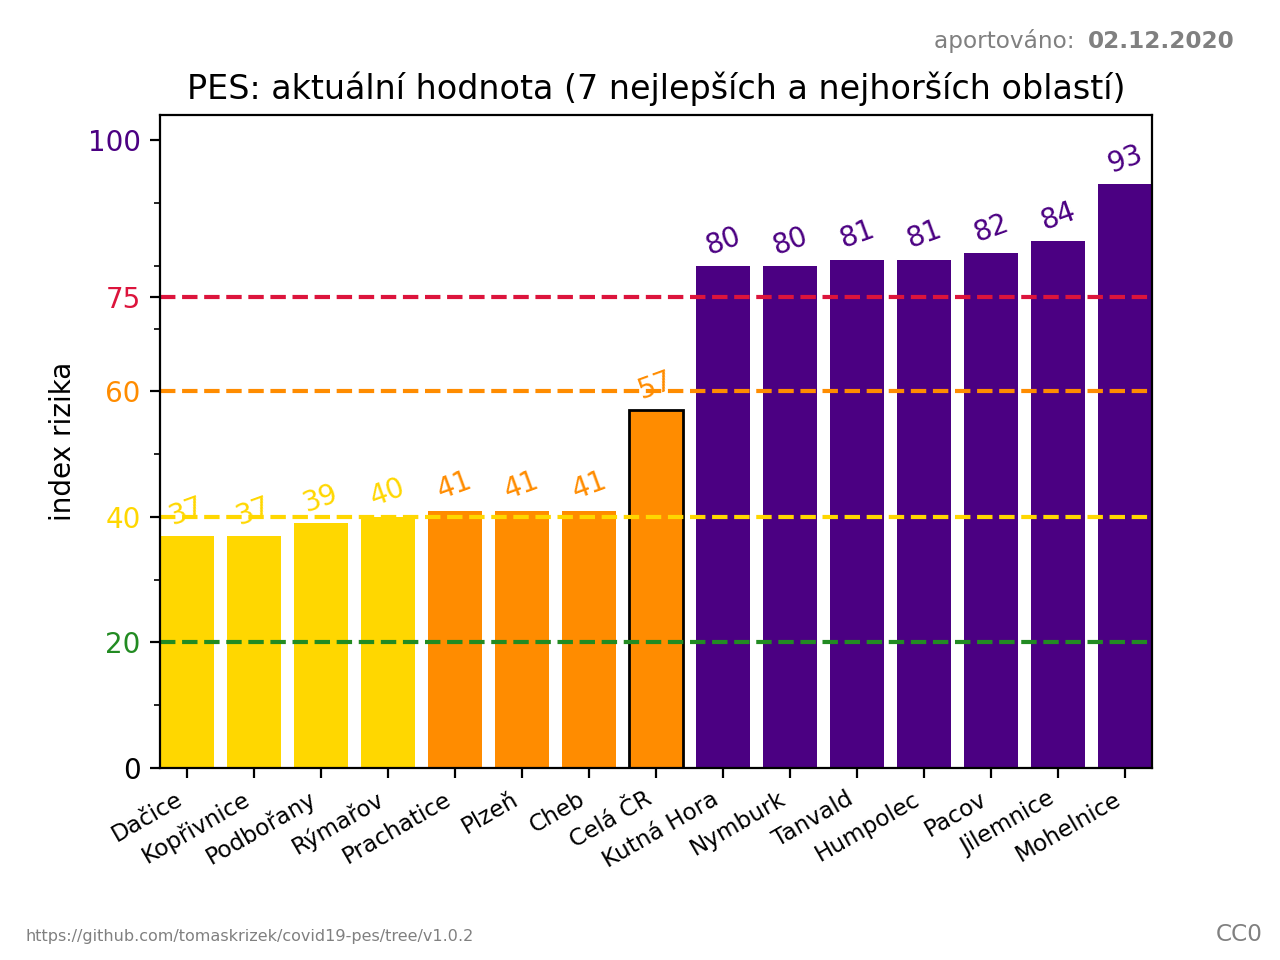 aportováno: 02.12.2020
PES: aktuální hodnota (7 nejlepších a nejhorších oblastí)
index rizika
100
75
60
40
20
0
37
37
39
40
41
41
41
57
80
80
81
81
82
84
93
Dačice
Kopřivnice
Podbořany
Rýmařov
Prachatice
Plzeň
Cheb
Celá ČR
Kutná Hora
Nymburk
Tanvald
Humpolec
Pacov
Jilemnice
Mohelnice
https://github.com/tomaskrizek/covid19-pes/tree/v1.0.2
CC0